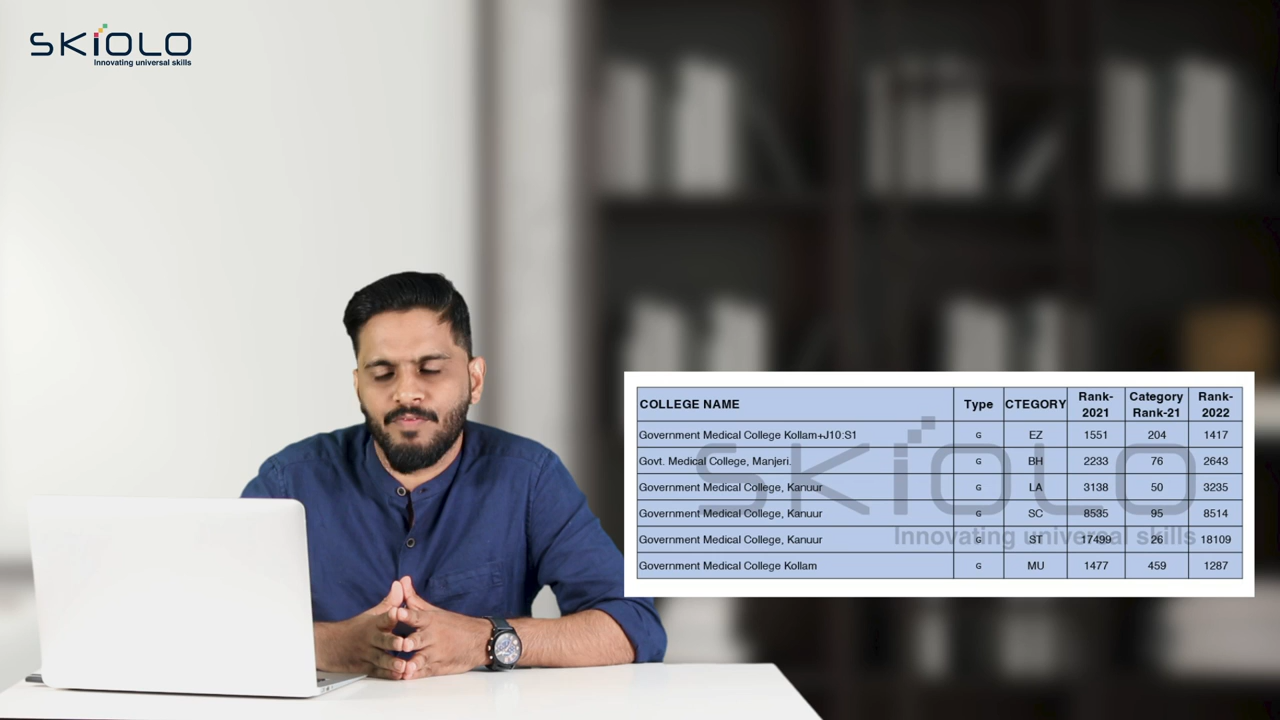 SKiOLO
Innovating universal skills
COLLEGE NAME Type CTEGORY Rank-2021 Category Rank-21 Rank-2022
Government Medical College Kollam+J10:S1 G EZ 1551 204 1417
Govt. Medical College, Manjeri. G BH 2233 76 2643
Government Medical College, Kanuur G LA 3138 50 3235
Government Medical College, Kanuur G SC 8535 95 8514
Government Medical College, Kanuur G ST 17499 26 18109
Government Medical College Kollam G MU 1477 459 1287
SKiOLO
Innovating universal skills